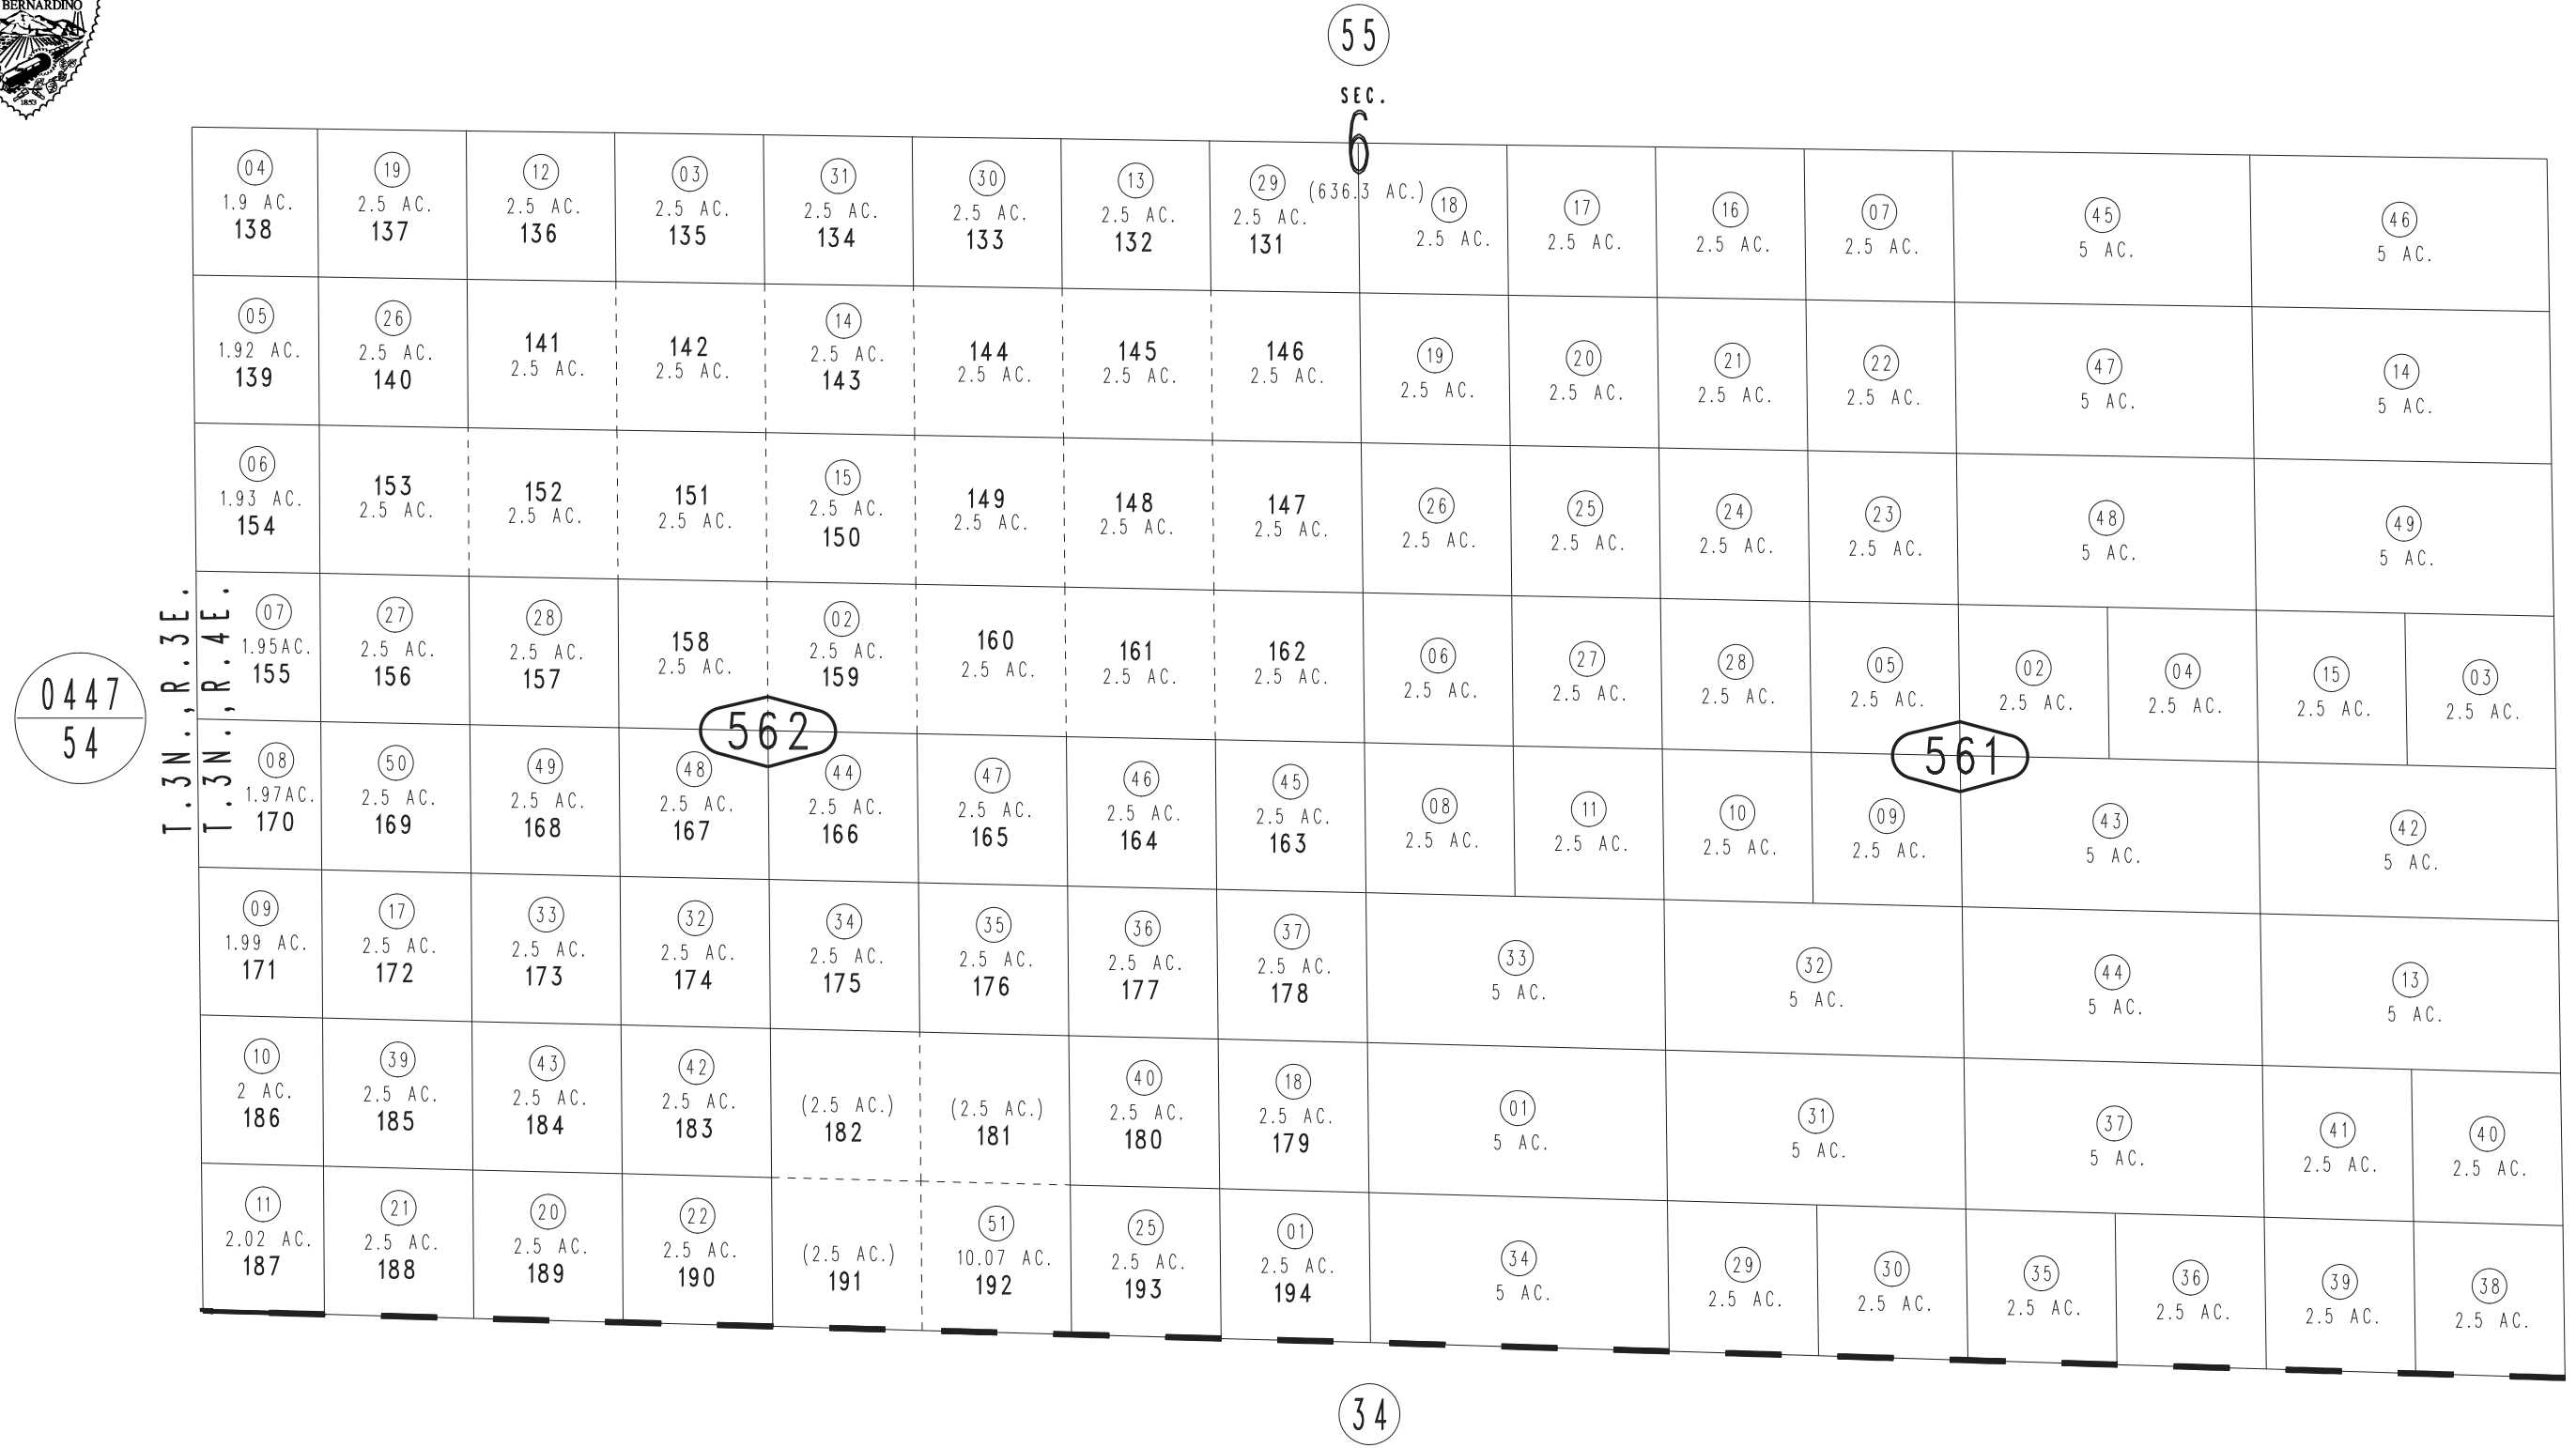 BERNARDINO
1853
55
SEC.
6
(636.3 AC.)
04
1.9 AC.
138
19
2.5 AC.
137
12
2.5 AC.
136
03
2.5 AC.
135
31
2.5 AC.
134
30
2.5 AC.
133
13
2.5 AC.
132
29
2.5 AC.
131
18
2.5 AC.
17
2.5 AC.
16
2.5 AC.
07
2.5 AC.
45
5 AC.
46
5 AC.
05
1.92 AC.
139
26
2.5 AC.
140
141
2.5 AC.
142
2.5 AC.
14
2.5 AC.
143
144
2.5 AC.
145
2.5 AC.
146
2.5 AC.
19
2.5 AC.
20
2.5 AC.
21
2.5 AC.
22
2.5 AC.
47
5 AC.
14
5 AC.
06
1.93 AC.
154
153
2.5 AC.
152
2.5 AC.
151
2.5 AC.
15
2.5 AC.
150
149
2.5 AC.
148
2.5 AC.
147
2.5 AC.
26
2.5 AC.
25
2.5 AC.
24
2.5 AC.
23
2.5 AC.
48
5 AC.
49
5 AC.
T.3N.,R.3E.
T.3N.,R.4E.
0447
54
07
1.95AC.
155
27
2.5 AC.
156
28
2.5 AC.
157
158
2.5 AC.
02
2.5 AC.
159
160
2.5 AC.
161
2.5 AC.
162
2.5 AC.
06
2.5 AC.
27
2.5 AC.
28
2.5 AC.
05
2.5 AC.
02
2.5 AC.
04
2.5 AC.
15
2.5 AC.
03
2.5 AC.
562
561
08
1.97AC.
170
50
2.5 AC.
169
49
2.5 AC.
168
48
2.5 AC.
167
44
2.5 AC.
166
47
2.5 AC.
165
46
2.5 AC.
164
45
2.5 AC.
163
08
2.5 AC.
11
2.5 AC.
10
2.5 AC.
09
2.5 AC.
43
5 AC.
42
5 AC.
09
1.99 AC.
171
17
2.5 AC.
172
33
2.5 AC.
173
32
2.5 AC.
174
34
2.5 AC.
175
35
2.5 AC.
176
36
2.5 AC.
177
37
2.5 AC.
178
33
5 AC.
32
5 AC.
44
5 AC.
13
5 AC.
10
2 AC.
186
39
2.5 AC.
185
43
2.5 AC.
184
42
2.5 AC.
183
(2.5 AC.)
182
(2.5 AC.)
181
40
2.5 AC.
180
18
2.5 AC.
179
01
5 AC.
31
5 AC.
37
5 AC.
41
2.5 AC.
40
2.5 AC.
11
2.02 AC.
187
21
2.5 AC.
188
20
2.5 AC.
189
22
2.5 AC.
190
(2.5 AC.)
191
51
10.07 AC.
192
25
2.5 AC.
193
01
2.5 AC.
194
34
5 AC.
29
2.5 AC.
30
2.5 AC.
35
2.5 AC.
36
2.5 AC.
39
2.5 AC.
38
2.5 AC.
34